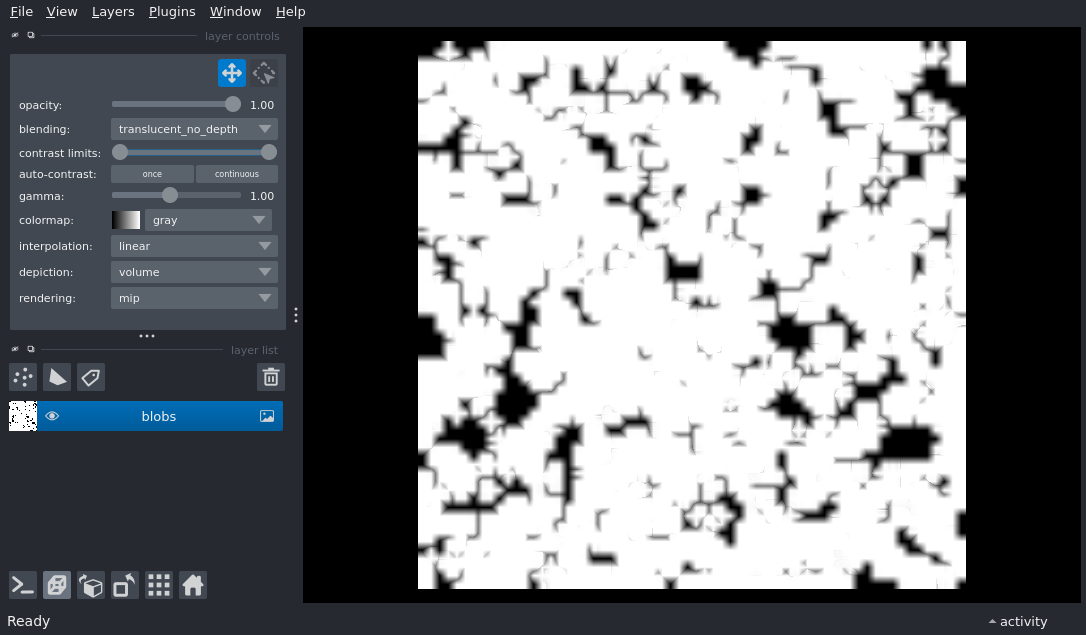 File View Layers Plugins Window Help
layer controls
opacity: 1.00
blending: translucent_no_depth
contrast limits:
auto-contrast: once continuous
gamma: 1.00
colormap: gray
interpolation: linear
depiction: volume
rendering: mip
layer list
blobs
Ready
activity